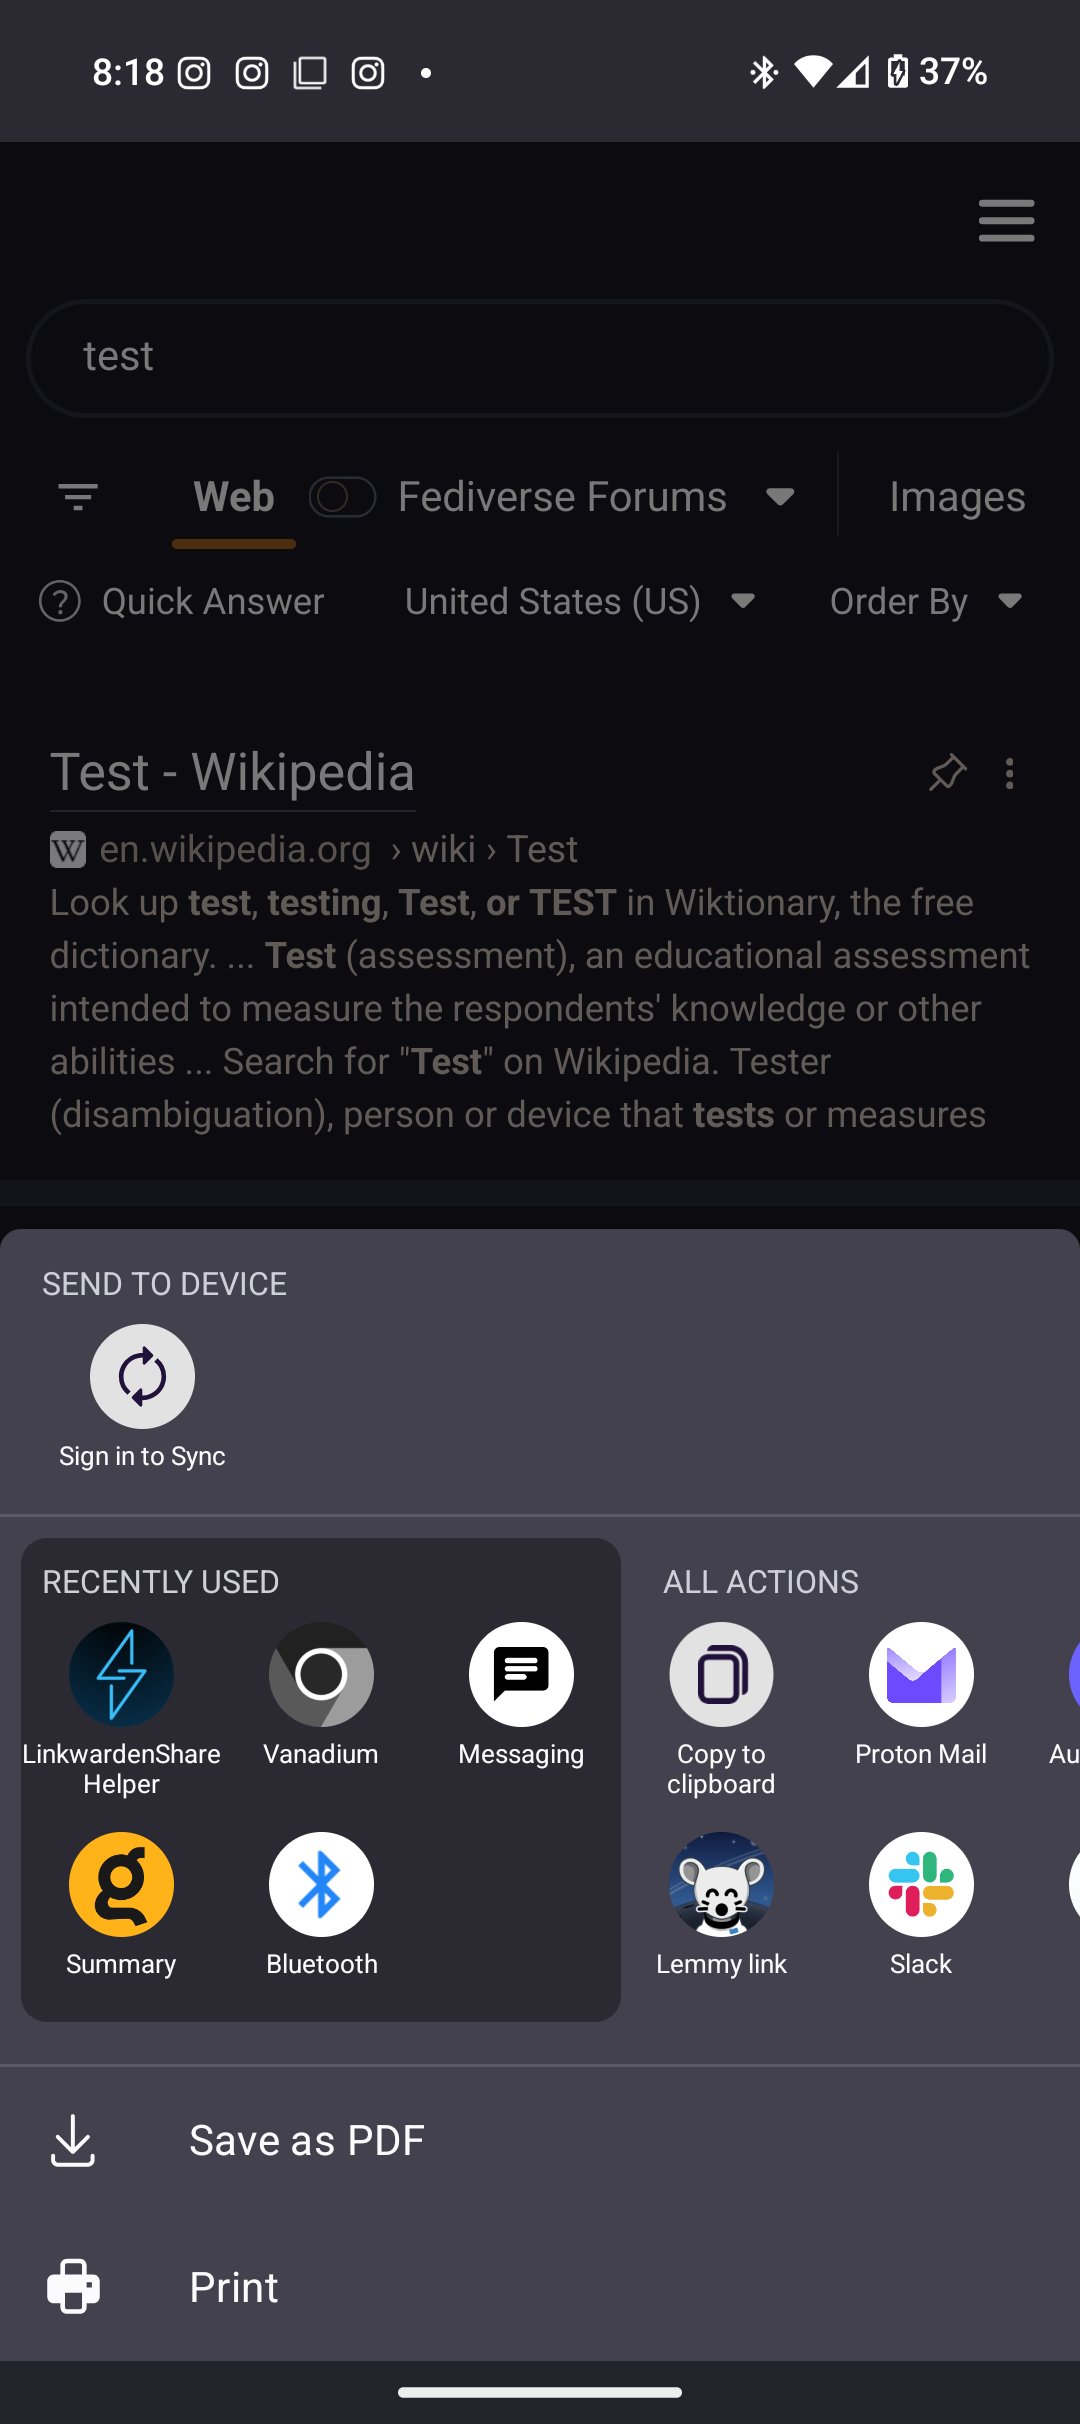 8:18
37%
test
Web Fediverse Forums Images
? Quick Answer United States (US) Order By
Test - Wikipedia
W en.wikipedia.org › wiki › Test
Look up test, testing, Test, or TEST in Wiktionary, the free
dictionary. ... Test (assessment), an educational assessment
intended to measure the respondents' knowledge or other
abilities ... Search for "Test" on Wikipedia. Tester
(disambiguation), person or device that tests or measures
SEND TO DEVICE
Sign in to Sync
RECENTLY USED
LinkwardenShare
Helper
Vanadium
Messaging
g
Summary
Bluetooth
ALL ACTIONS
Copy to
clipboard
Proton Mail
Au
Lemmy link
Slack
Save as PDF
Print